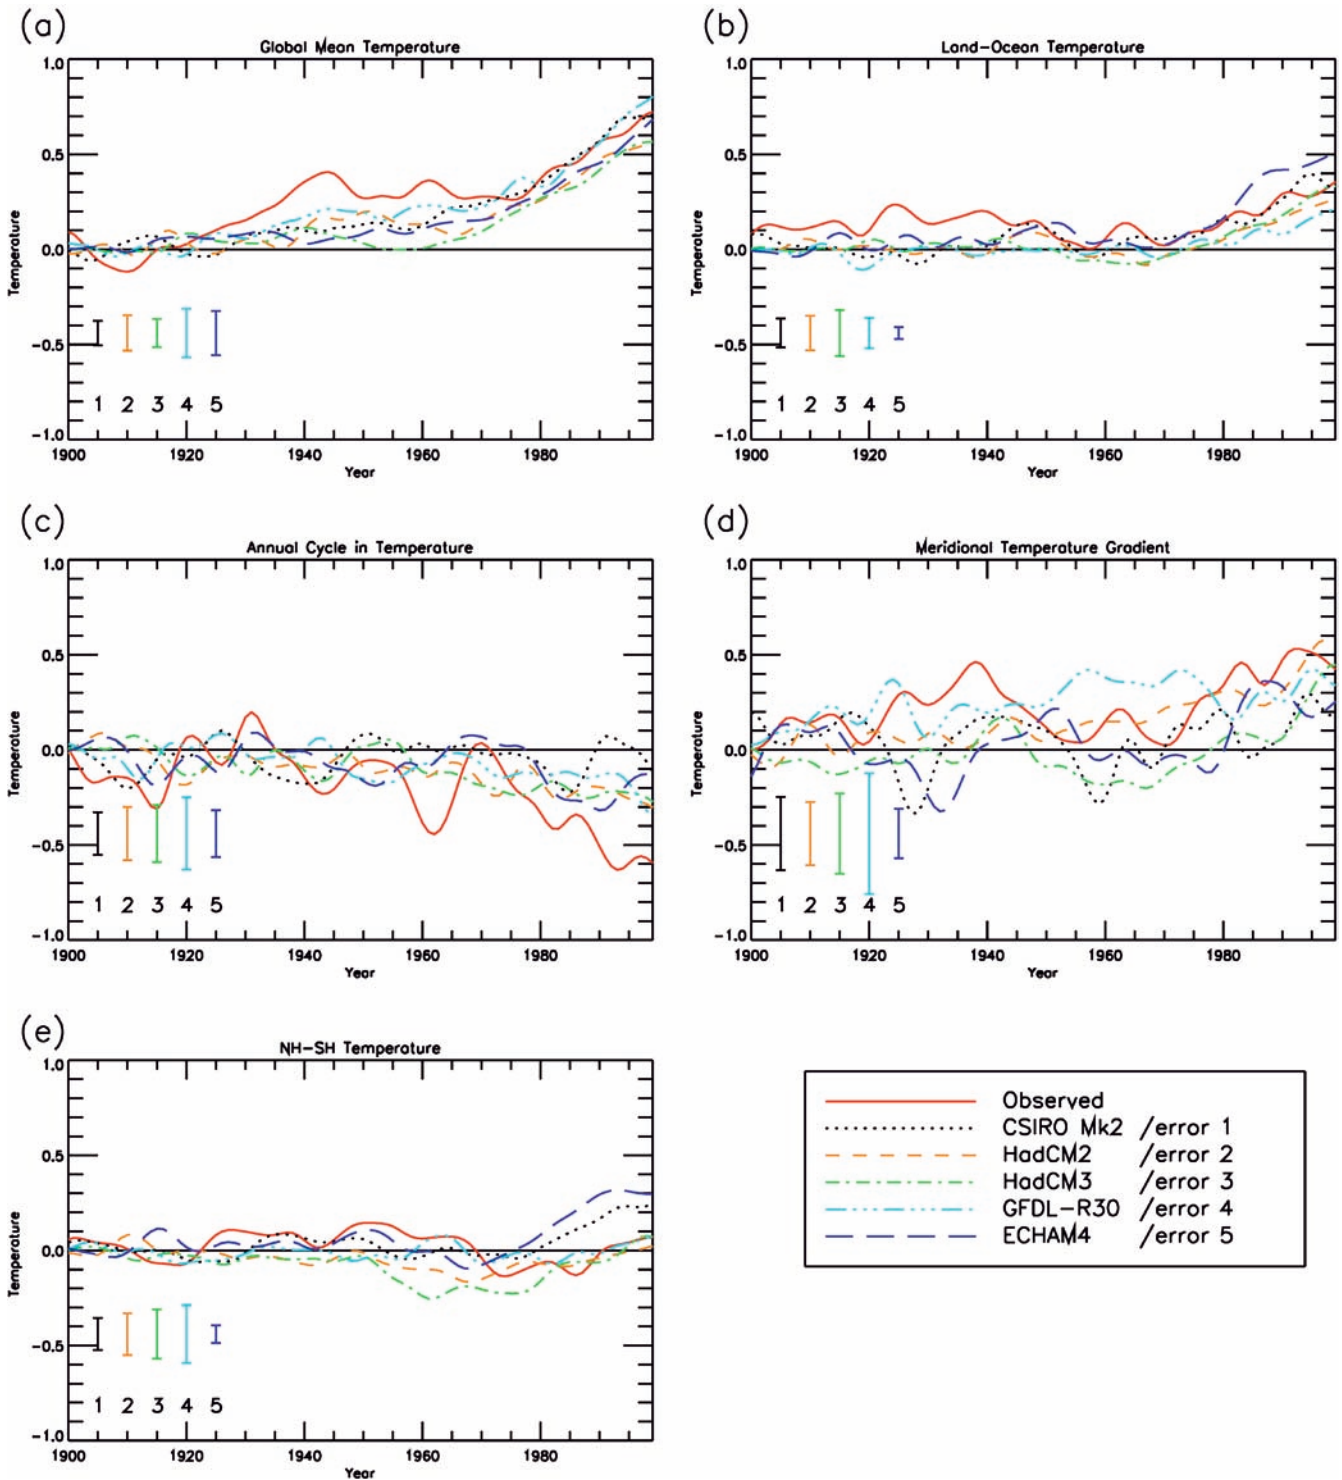 (a)
Global Mean Temperature
1.0
0.5
0.0
-0.5
-1.0
Temperature
1 2 3 4 5
1900 1920 1940 1960 1980
Year
(b)
Land-Ocean Temperature
1.0
0.5
0.0
-0.5
-1.0
Temperature
1 2 3 4 5
1900 1920 1940 1960 1980
Year
(c)
Annual Cycle in Temperature
1.0
0.5
0.0
-0.5
-1.0
Temperature
1 2 3 4 5
1900 1920 1940 1960 1980
Year
(d)
Meridional Temperature Gradient
1.0
0.5
0.0
-0.5
-1.0
Temperature
1 2 3 4 5
1900 1920 1940 1960 1980
Year
(e)
NH-SH Temperature
1.0
0.5
0.0
-0.5
-1.0
Temperature
1 2 3 4 5
1900 1920 1940 1960 1980
Year
Observed
CSIRO Mk2 /error 1
HadCM2 /error 2
HadCM3 /error 3
GFDL-R30 /error 4
ECHAM4 /error 5